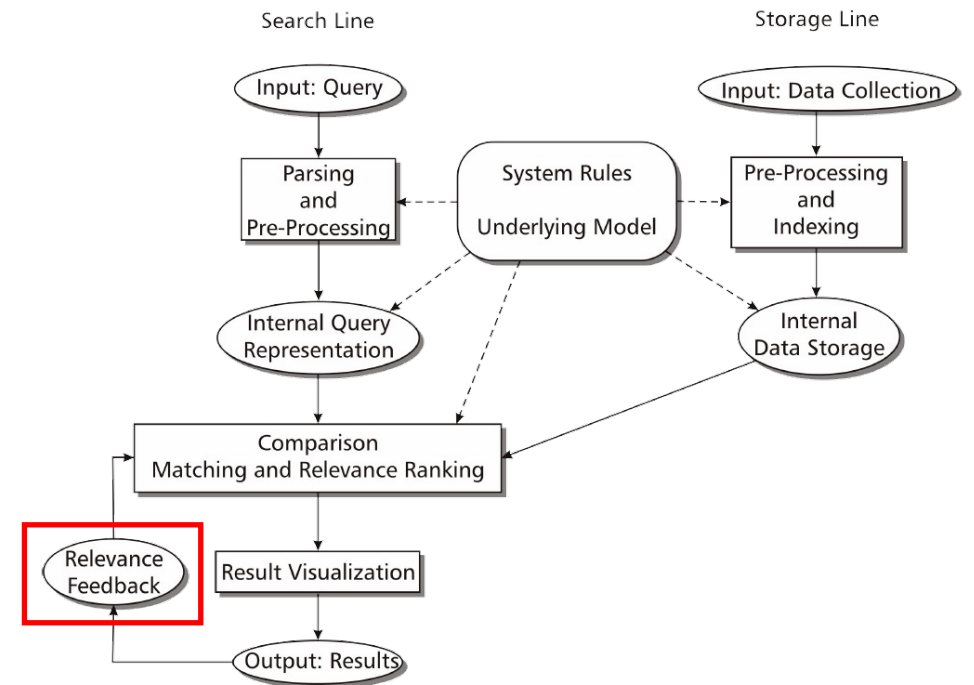 Search Line
Storage Line
Input: Query
Input: Data Collection
Parsing
and
Pre-Processing
System Rules
Underlying Model
Pre-Processing
and
Indexing
Internal Query
Representation
Internal
Data Storage
Comparison
Matching and Relevance Ranking
Relevance
Feedback
Result Visualization
Output: Results